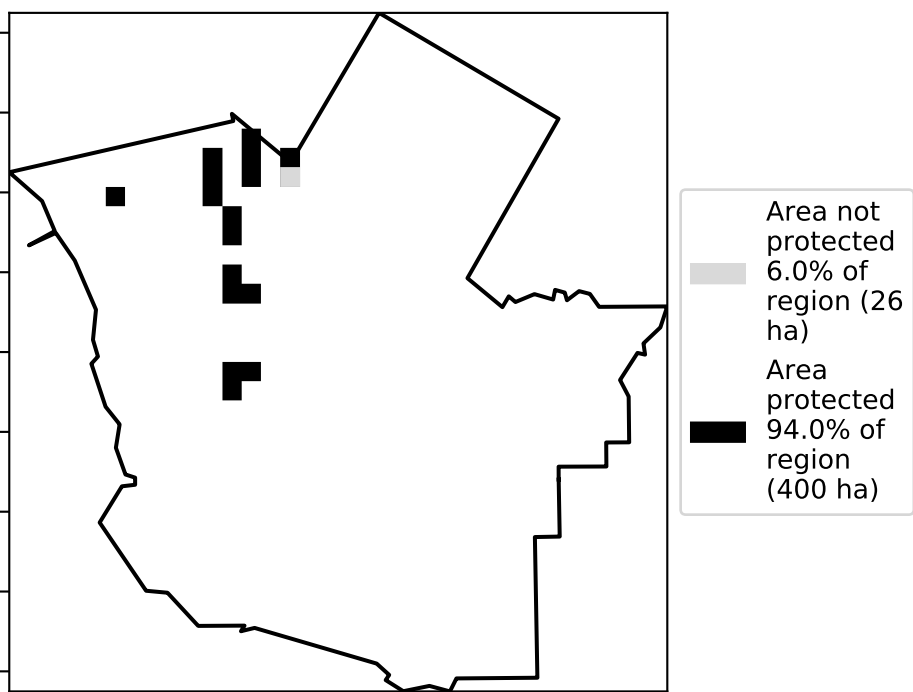 Area not
protected
6.0% of
region (26
ha)
Area
protected
94.0% of
region
(400 ha)